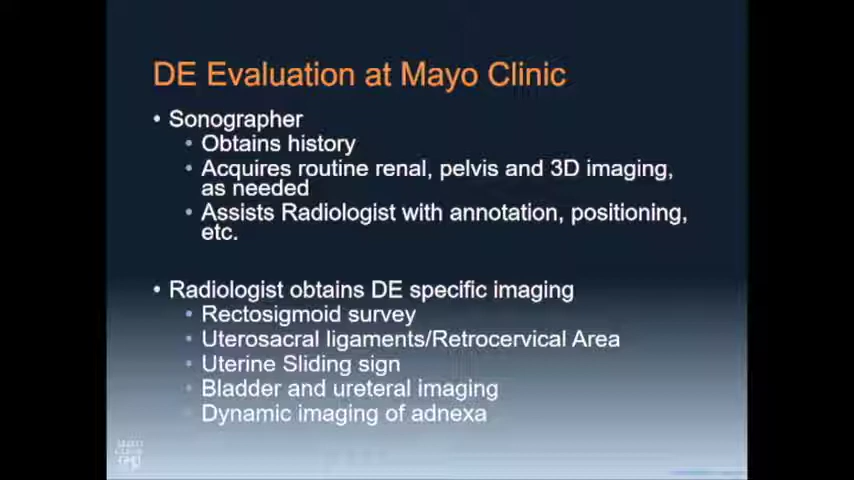 DE Evaluation at Mayo Clinic
• Sonographer
• Obtains history
• Acquires routine renal, pelvis and 3D imaging,
as needed
• Assists Radiologist with annotation, positioning,
etc.
• Radiologist obtains DE specific imaging
• Rectosigmoid survey
• Uterosacral ligaments/Retrocervical Area
• Uterine Sliding sign
• Bladder and ureteral imaging
• Dynamic imaging of adnexa